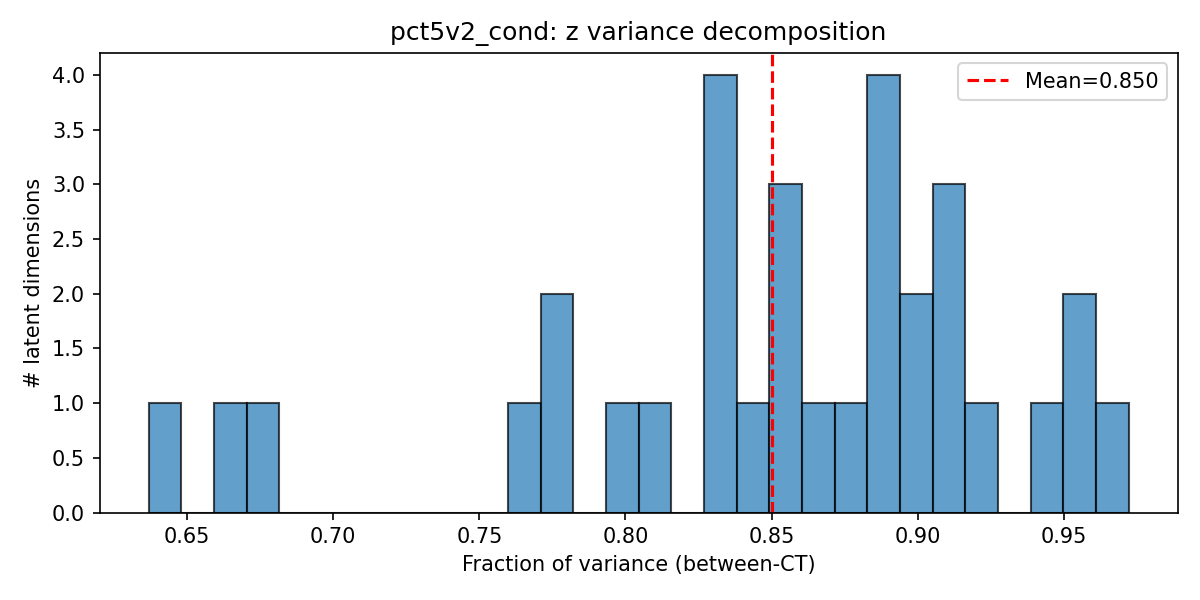 pct5v2_cond: z variance decomposition
Mean=0.850
# latent dimensions
4.0
3.5
3.0
2.5
2.0
1.5
1.0
0.5
0.0
0.65 0.70 0.75 0.80 0.85 0.90 0.95
Fraction of variance (between-CT)